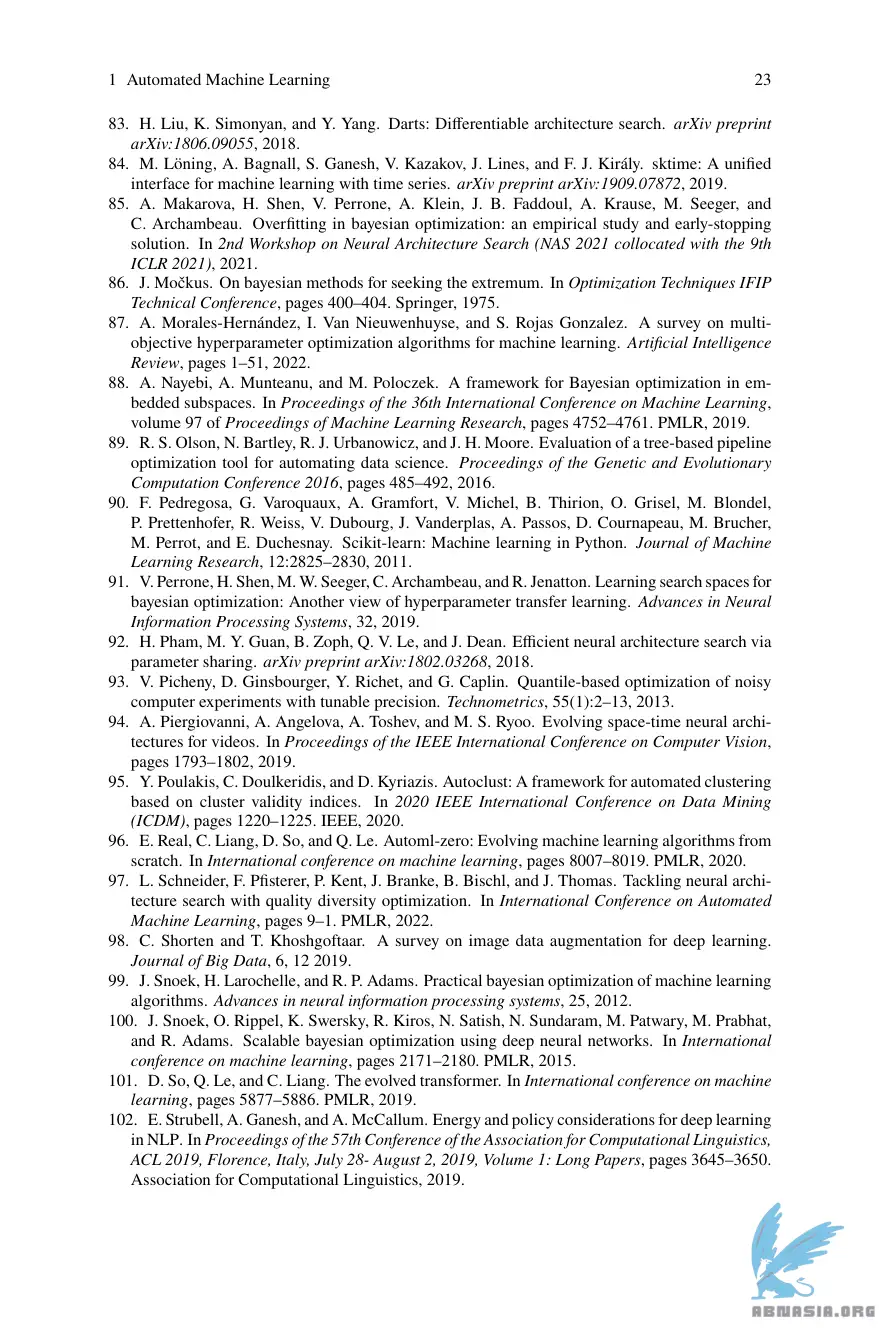 1 Automated Machine Learning 23
83. H. Liu, K. Simonyan, and Y. Yang. Darts: Differentiable architecture search. arXiv preprint
arXiv:1806.09055, 2018.
84. M. Löning, A. Bagnall, S. Ganesh, V. Kazakov, J. Lines, and F. J. Király. sktime: A unified
interface for machine learning with time series. arXiv preprint arXiv:1909.07872, 2019.
85. A. Makarova, H. Shen, V. Perrone, A. Klein, J. B. Faddoul, A. Krause, M. Seeger, and
C. Archambeau. Overfitting in bayesian optimization: an empirical study and early-stopping
solution. In 2nd Workshop on Neural Architecture Search (NAS 2021 collocated with the 9th
ICLR 2021), 2021.
86. J. Močkus. On bayesian methods for seeking the extremum. In Optimization Techniques IFIP
Technical Conference, pages 400–404. Springer, 1975.
87. A. Morales-Hernández, I. Van Nieuwenhuyse, and S. Rojas Gonzalez. A survey on multi-
objective hyperparameter optimization algorithms for machine learning. Artificial Intelligence
Review, pages 1–51, 2022.
88. A. Nayebi, A. Munteanu, and M. Poloczek. A framework for Bayesian optimization in em-
bedded subspaces. In Proceedings of the 36th International Conference on Machine Learning,
volume 97 of Proceedings of Machine Learning Research, pages 4752–4761. PMLR, 2019.
89. R. S. Olson, N. Bartley, R. J. Urbanowicz, and J. H. Moore. Evaluation of a tree-based pipeline
optimization tool for automating data science. Proceedings of the Genetic and Evolutionary
Computation Conference 2016, pages 485–492, 2016.
90. F. Pedregosa, G. Varoquaux, A. Gramfort, V. Michel, B. Thirion, O. Grisel, M. Blondel,
P. Prettenhofer, R. Weiss, V. Dubourg, J. Vanderplas, A. Passos, D. Cournapeau, M. Brucher,
M. Perrot, and E. Duchesnay. Scikit-learn: Machine learning in Python. Journal of Machine
Learning Research, 12:2825–2830, 2011.
91. V. Perrone, H. Shen, M. W. Seeger, C. Archambeau, and R. Jenatton. Learning search spaces for
bayesian optimization: Another view of hyperparameter transfer learning. Advances in Neural
Information Processing Systems, 32, 2019.
92. H. Pham, M. Y. Guan, B. Zoph, Q. V. Le, and J. Dean. Efficient neural architecture search via
parameter sharing. arXiv preprint arXiv:1802.03268, 2018.
93. V. Picheny, D. Ginsbourger, Y. Richet, and G. Caplin. Quantile-based optimization of noisy
computer experiments with tunable precision. Technometrics, 55(1):2–13, 2013.
94. A. Piergiovanni, A. Angelova, A. Toshev, and M. S. Ryoo. Evolving space-time neural archi-
tectures for videos. In Proceedings of the IEEE International Conference on Computer Vision,
pages 1793–1802, 2019.
95. Y. Poulakis, C. Doulkeridis, and D. Kyriazis. Autoclust: A framework for automated clustering
based on cluster validity indices. In 2020 IEEE International Conference on Data Mining
(ICDM), pages 1220–1225. IEEE, 2020.
96. E. Real, C. Liang, D. So, and Q. Le. Automl-zero: Evolving machine learning algorithms from
scratch. In International conference on machine learning, pages 8007–8019. PMLR, 2020.
97. L. Schneider, F. Pfisterer, P. Kent, J. Branke, B. Bischl, and J. Thomas. Tackling neural archi-
tecture search with quality diversity optimization. In International Conference on Automated
Machine Learning, pages 9–1. PMLR, 2022.
98. C. Shorten and T. Khoshgoftaar. A survey on image data augmentation for deep learning.
Journal of Big Data, 6, 12 2019.
99. J. Snoek, H. Larochelle, and R. P. Adams. Practical bayesian optimization of machine learning
algorithms. Advances in neural information processing systems, 25, 2012.
100. J. Snoek, O. Rippel, K. Swersky, R. Kiros, N. Satish, N. Sundaram, M. Patwary, M. Prabhat,
and R. Adams. Scalable bayesian optimization using deep neural networks. In International
conference on machine learning, pages 2171–2180. PMLR, 2015.
101. D. So, Q. Le, and C. Liang. The evolved transformer. In International conference on machine
learning, pages 5877–5886. PMLR, 2019.
102. E. Strubell, A. Ganesh, and A. McCallum. Energy and policy considerations for deep learning
in NLP. In Proceedings of the 57th Conference of the Association for Computational Linguistics,
ACL 2019, Florence, Italy, July 28- August 2, 2019, Volume 1: Long Papers, pages 3645–3650.
Association for Computational Linguistics, 2019.
ABNASIA.ORG